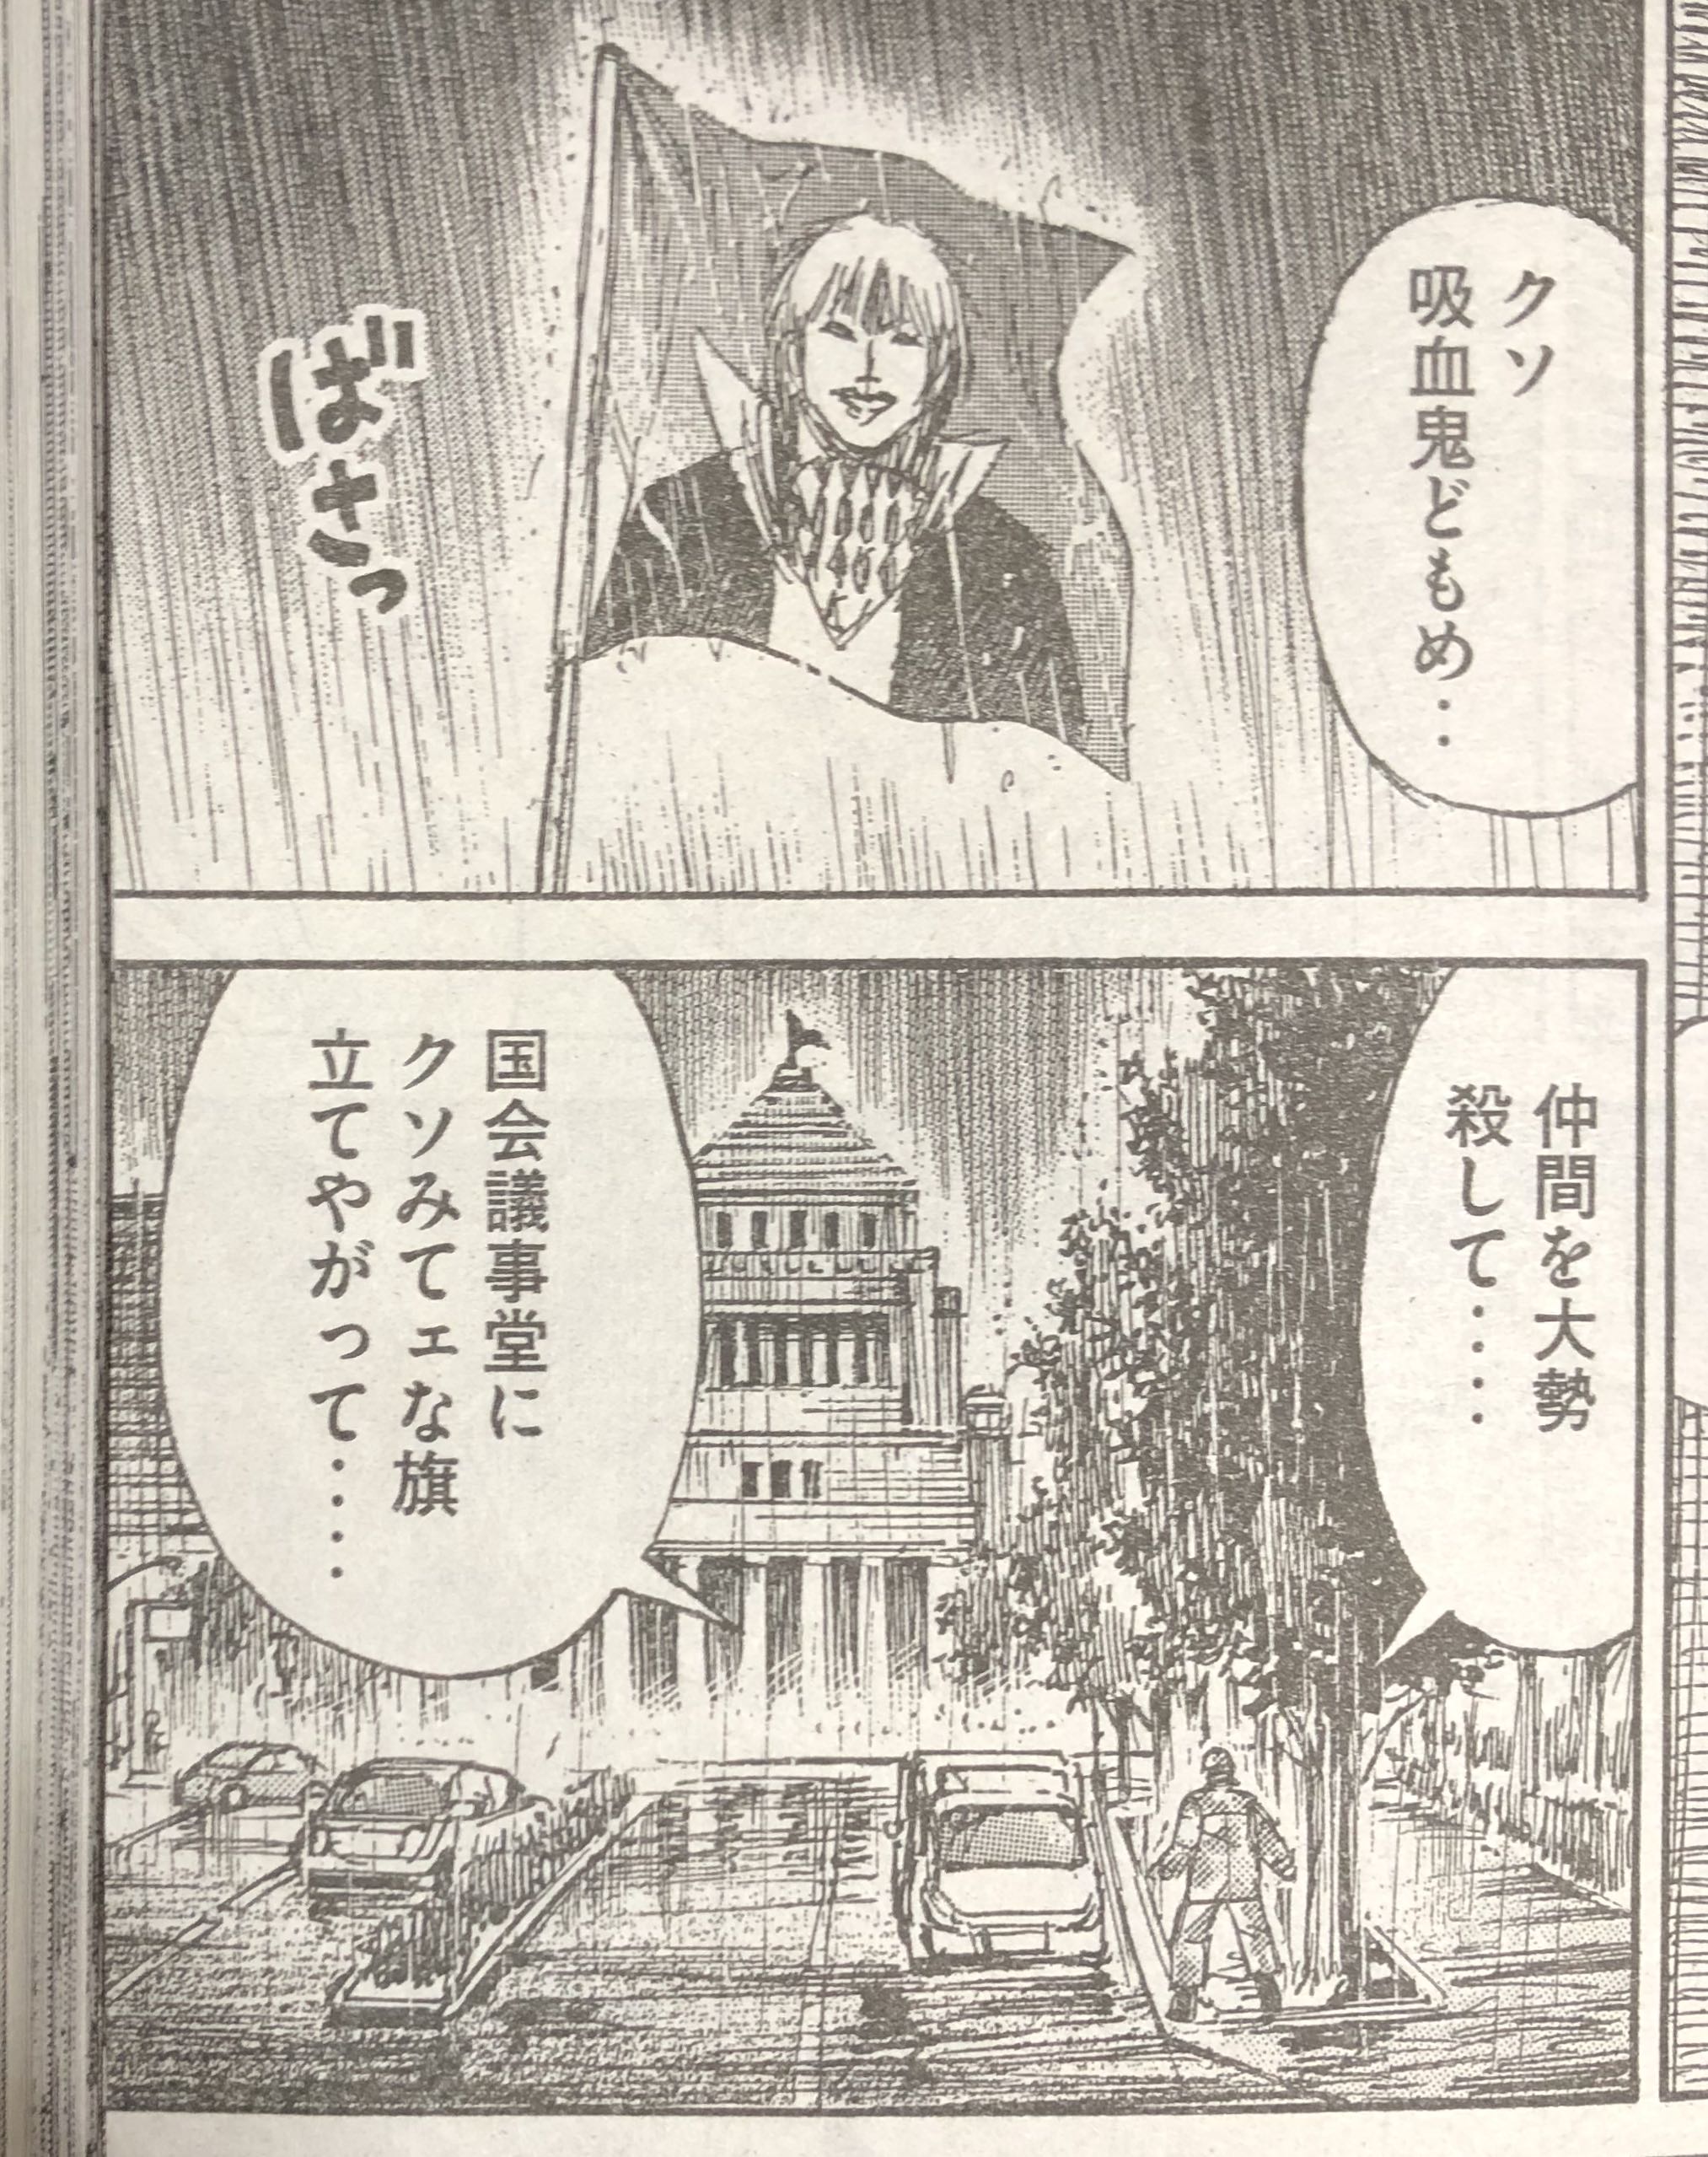 クソ
吸血鬼どもめ‥
ばさっ
仲間を大勢
殺して‥‥
国会議事堂に
クソみてェな旗
立てやがって‥‥